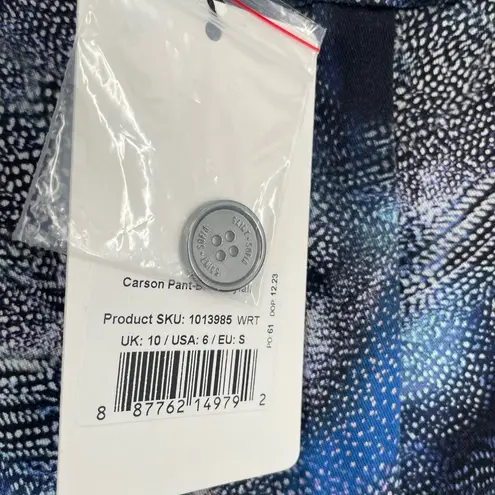 Carson Pant-
Product SKU: 1013985 WRT
UK: 10 / USA: 6 / EU: S
8 87762 14979 2
PO: 61 DOP: 12.23